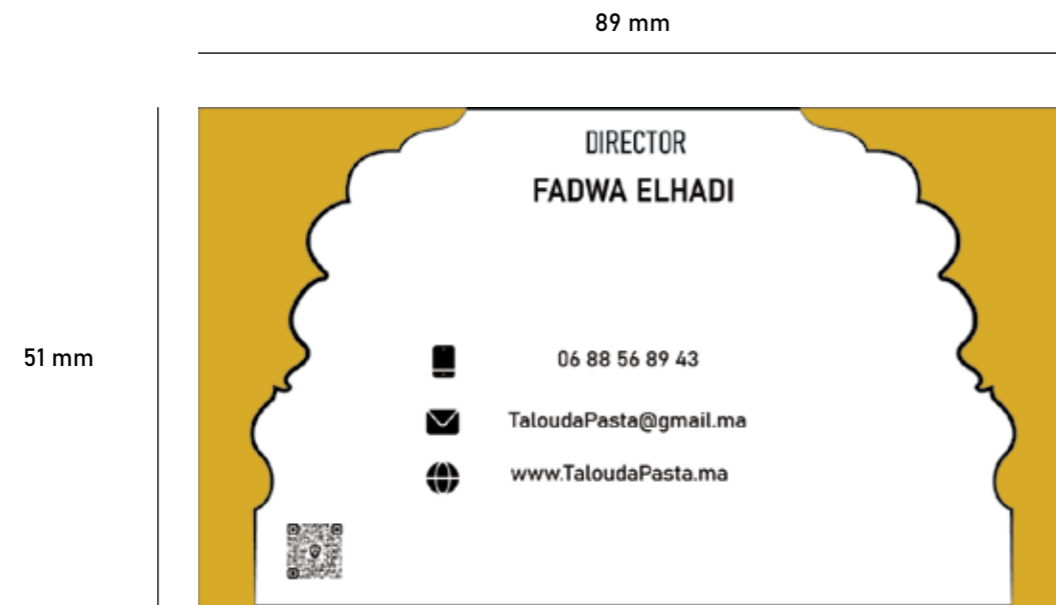 89 mm
DIRECTOR
FADWA ELHADI
51 mm
06 88 56 89 43
TaloudaPasta@gmail.ma
www.TaloudaPasta.ma